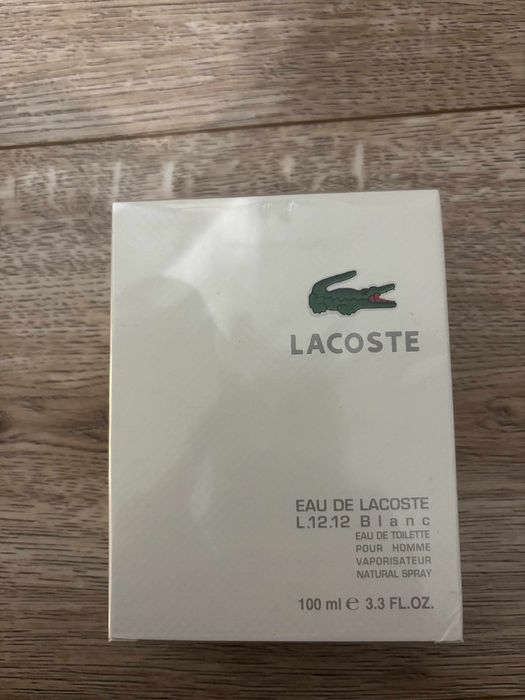 LACOSTE
EAU DE LACOSTE
L.12.12 Blanc
EAU DE TOILETTE
POUR HOMME
VAPORISATEUR
NATURAL SPRAY
100 ml ℮ 3.3 FL.OZ.